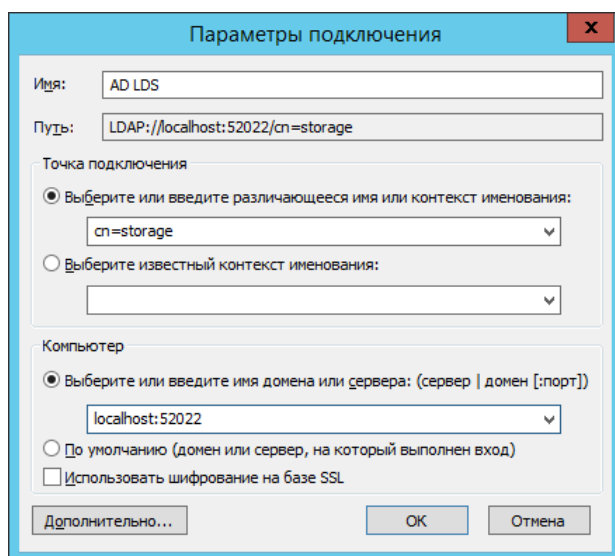 Параметры подключения
x
Имя: AD LDS
Путь: LDAP://localhost:52022/cn=storage
Точка подключения
Выберите или введите различающееся имя или контекст именования:
cn=storage
Выберите известный контекст именования:
Компьютер
Выберите или введите имя домена или сервера: (сервер | домен [:порт])
localhost:52022
По умолчанию (домен или сервер, на который выполнен вход)
Использовать шифрование на базе SSL
Дополнительно... ОК Отмена